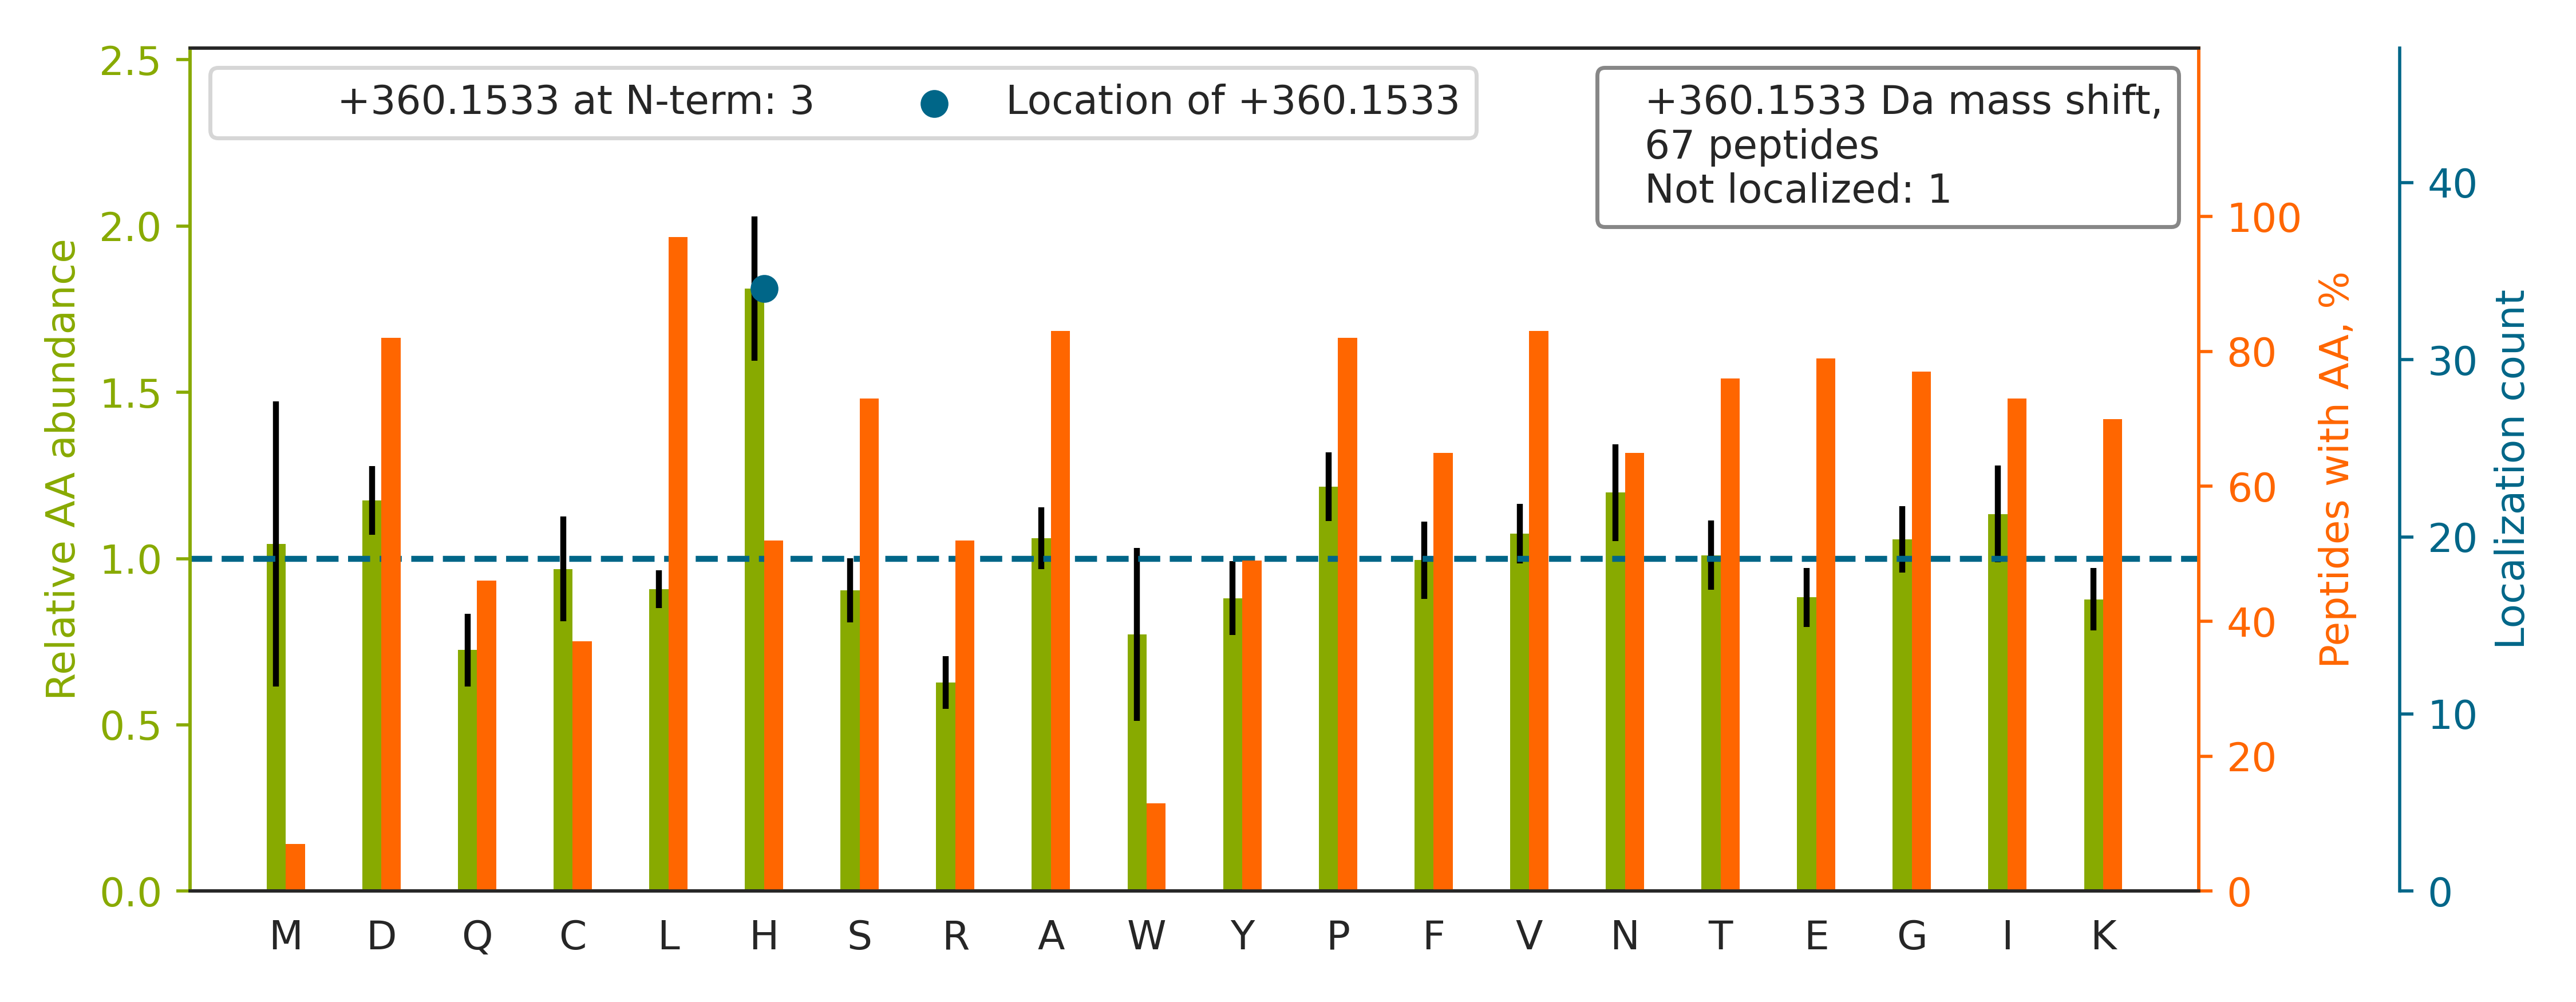 2.5
2.0
1.5
1.0
0.5
0.0
Relative AA abundance
+360.1533 at N-term: 3
Location of +360.1533
+360.1533 Da mass shift,
67 peptides
Not localized: 1
100
80
60
40
20
0
Peptides with AA, %
40
30
20
10
0
Localization count
M D Q C L H S R A W Y P F V N T E G I K